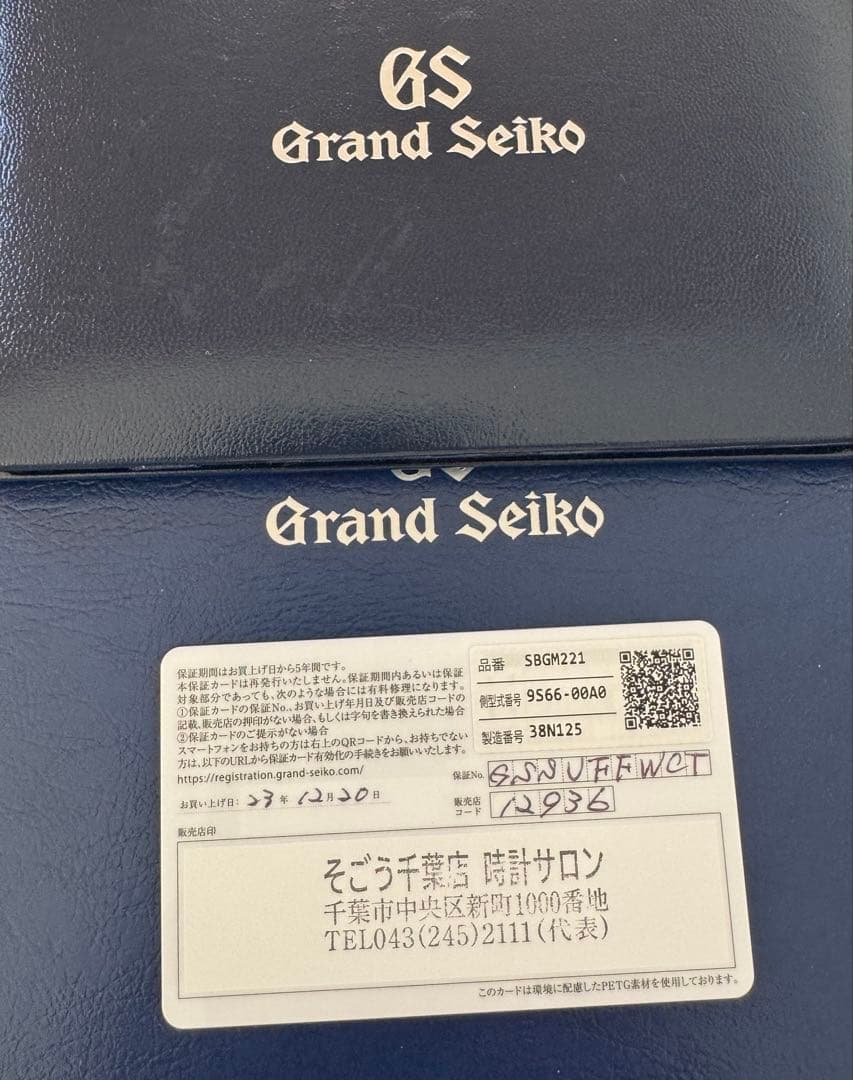 GS
Grand Seiko
Grand Seiko
保証期間はお買上げ日から5年間です。
本保証カードは再発行いたしません。保証期間内あるいは保証
対象部分であっても、次のような場合には有料修理になります。
①保証カードの保証No.、お買い上げ年月日及び販売店コードの
記載、販売店の押印がない場合、もしくは字句を書き換えられた場合
②保証カードのご提示がない場合
スマートフォンをお持ちの方は右上のQRコードから、お持ちでない
方は、以下のURLから保証カード有効化の手続きをお願いいたします。
https://registration.grand-seiko.com/
お買い上げ日: 23年 12月20日
品番 SBGM221
側型式番号 9S66-00A0
製造番号 38N125
保証No. GSSUFFWCT
販売店コード 12936
販売店印
そごう千葉店 時計サロン
千葉市中央区新町1000番地
TEL043(245)2111(代表)
このカードは環境に配慮したPETG素材を使用しております。